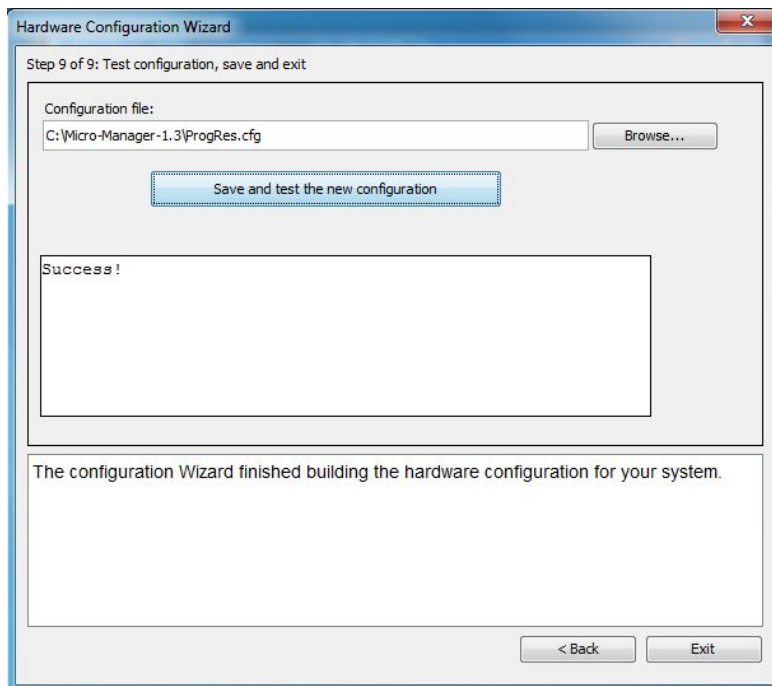 Hardware Configuration Wizard
Step 9 of 9: Test configuration, save and exit
Configuration file:
C:\Micro-Manager-1.3\ProgRes.cfg
Browse...
Save and test the new configuration
Success!
The configuration Wizard finished building the hardware configuration for your system.
< Back
Exit